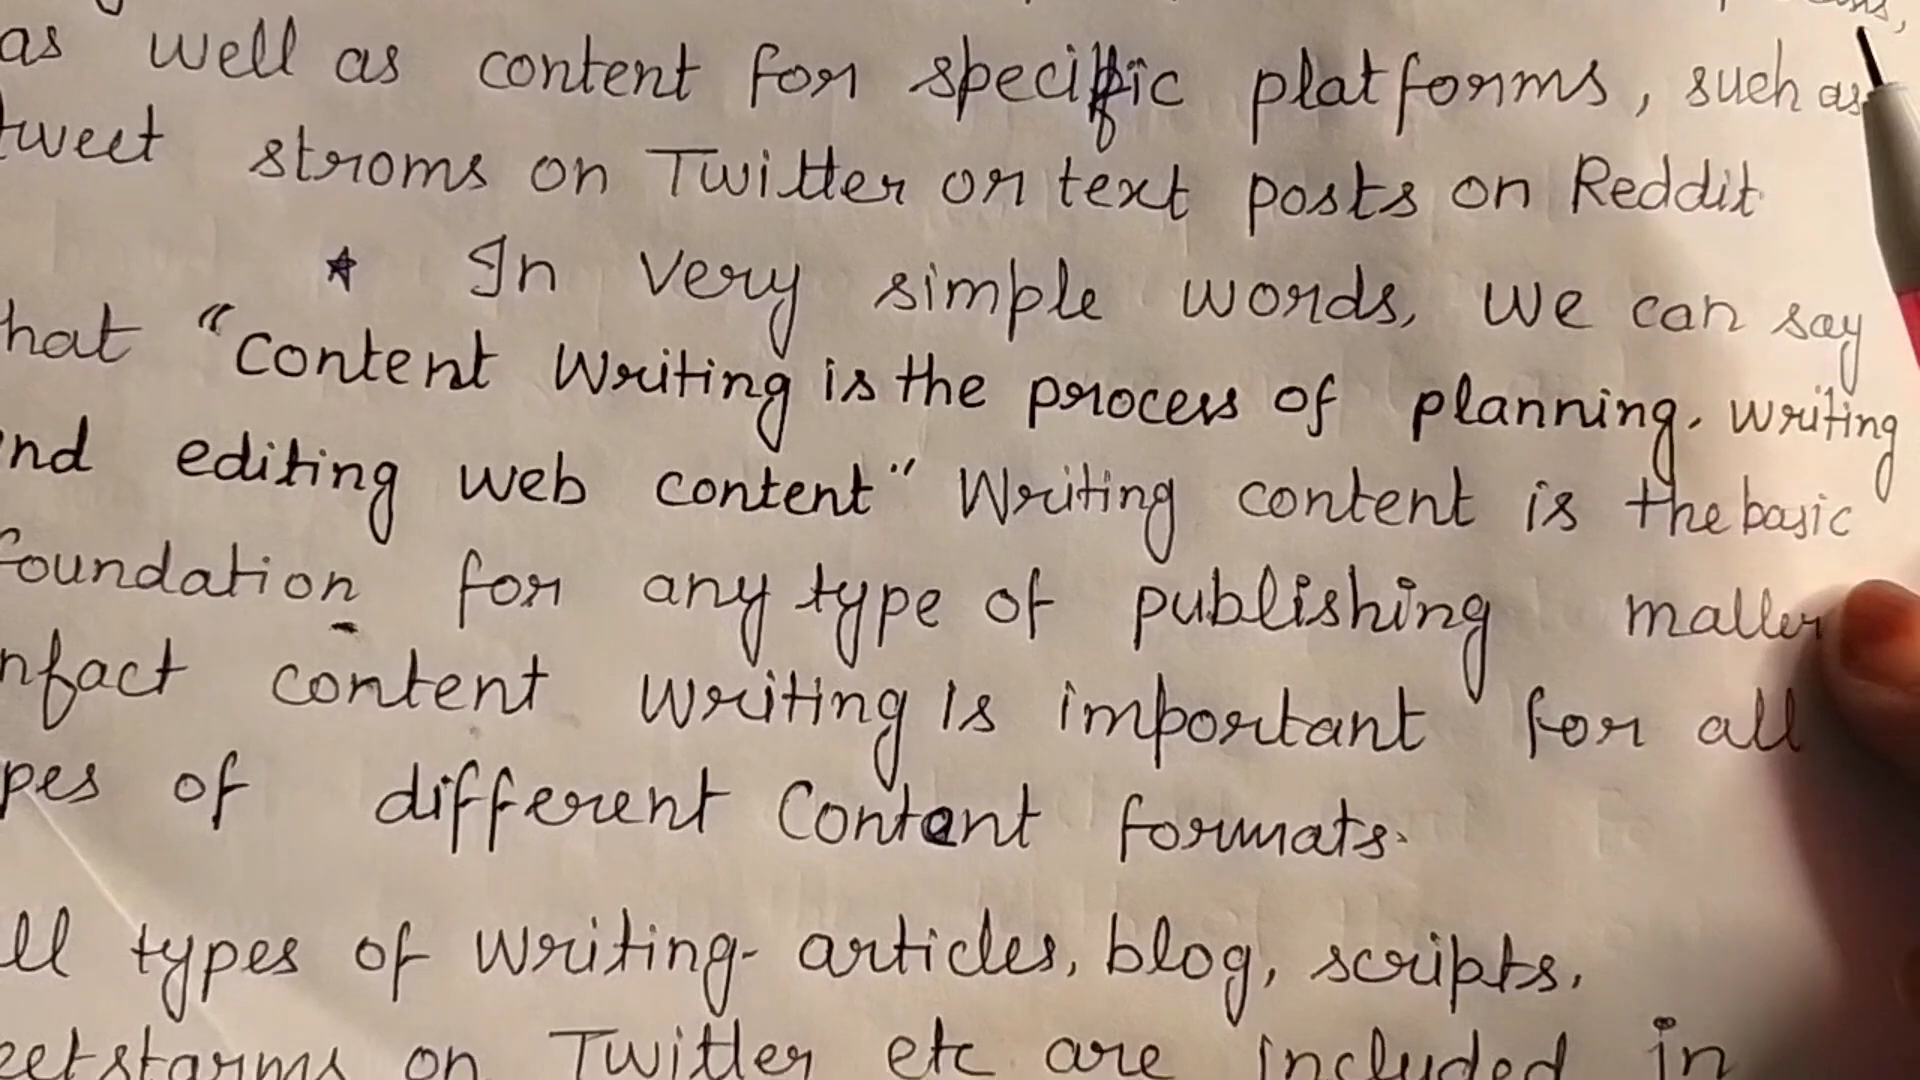 as well as content for specific platforms, such as
tweet stroms on Twitter or text posts on Reddit
* In very simple words, we can say
hat "Content Writing is the process of planning, writing
nd editing web content" Writing content is the basic
foundation for any type of publishing matter
nfact content writing is important for all
pes of different Content formats.
ll types of writing- articles, blog, scripts,
eetstarms on Twitter etc are included in